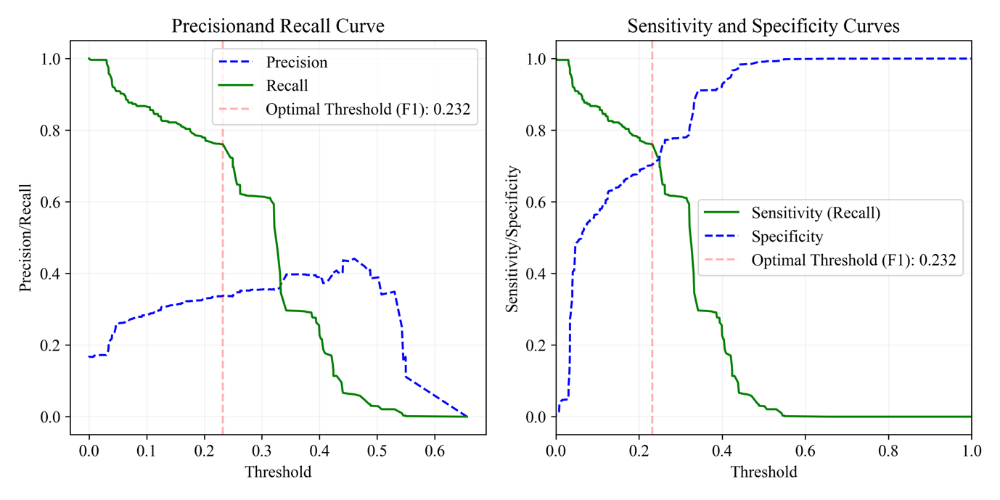 Precisionand Recall Curve
Precision
Recall
Optimal Threshold (F1): 0.232
Precision/Recall
1.0
0.8
0.6
0.4
0.2
0.0
0.0 0.1 0.2 0.3 0.4 0.5 0.6
Threshold
Sensitivity and Specificity Curves
Sensitivity (Recall)
Specificity
Optimal Threshold (F1): 0.232
Sensitivity/Specificity
1.0
0.8
0.6
0.4
0.2
0.0
0.0 0.2 0.4 0.6 0.8 1.0
Threshold